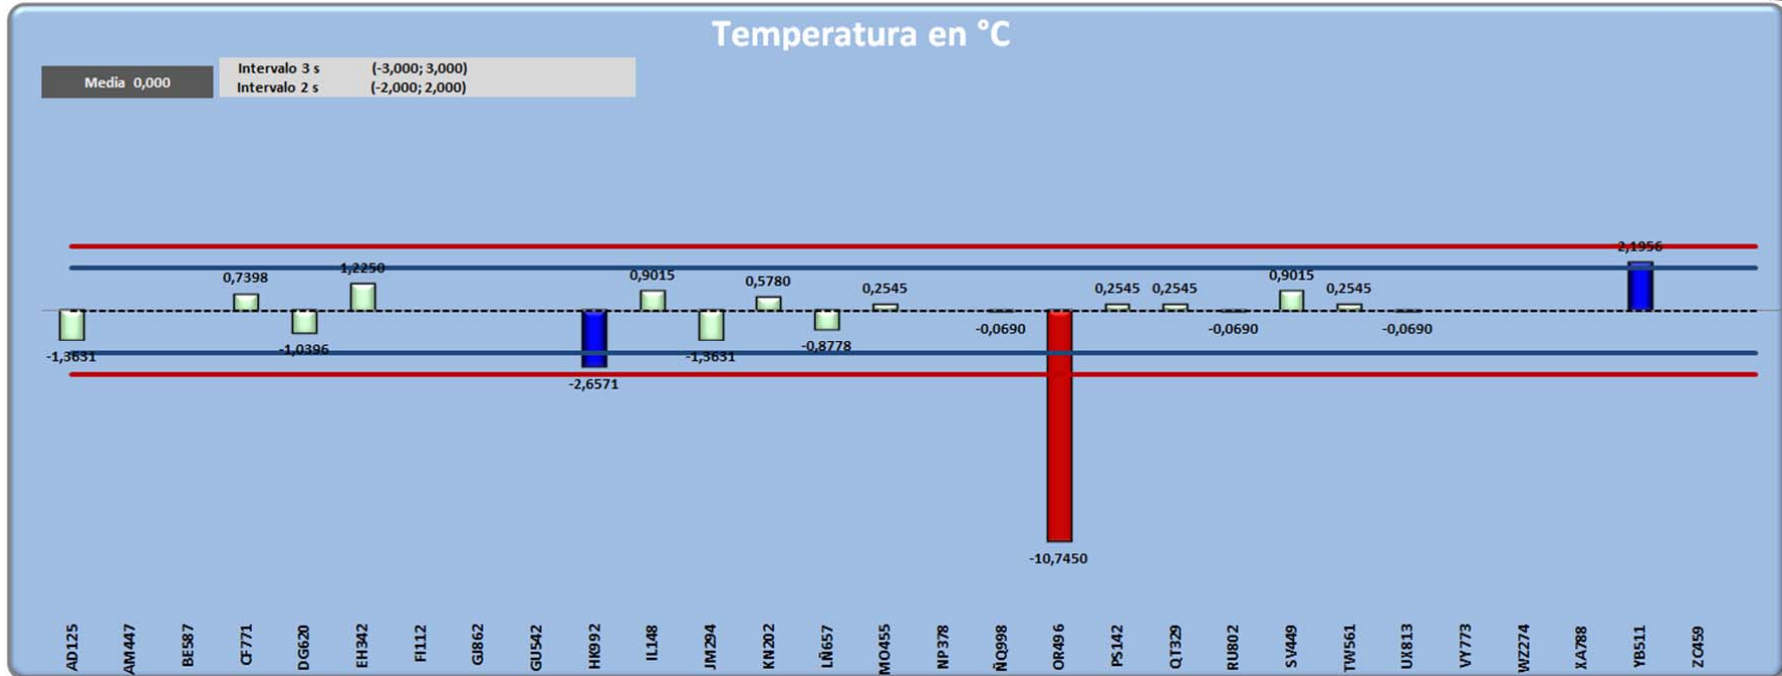 Temperatura en °C
Media 0,000
Intervalo 3 s (-3,000; 3,000)
Intervalo 2 s (-2,000; 2,000)
-1,3631
0,7398
-1,0396
1,2250
-2,6571
0,9015
-1,3631
0,5780
-0,8778
0,2545
-0,0690
-10,7450
0,2545
0,2545
-0,0690
0,9015
0,2545
-0,0690
2,1956
AD125
AM447
BE587
CF771
DG620
EH342
FI112
GJ862
GU542
HK992
IL148
JM294
KN202
LÑ657
MO455
NP378
ÑQ998
OR496
PS142
QT329
RU802
SV449
TW561
UX813
VY773
WZ274
XA788
YB511
ZC459